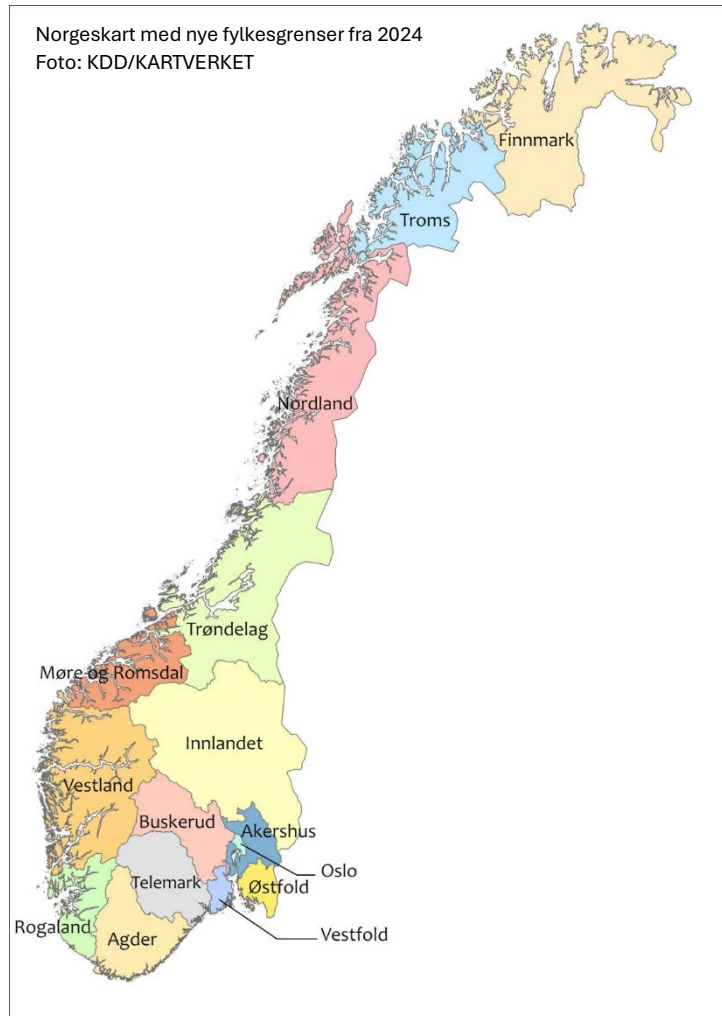 Norgeskart med nye fylkesgrenser fra 2024
Foto: KDD/KARTVERKET
Finnmark
Troms
Nordland
Trøndelag
Møre og Romsdal
Innlandet
Vestland
Buskerud
Akershus
Oslo
Telemark
Østfold
Rogaland
Agder
Vestfold